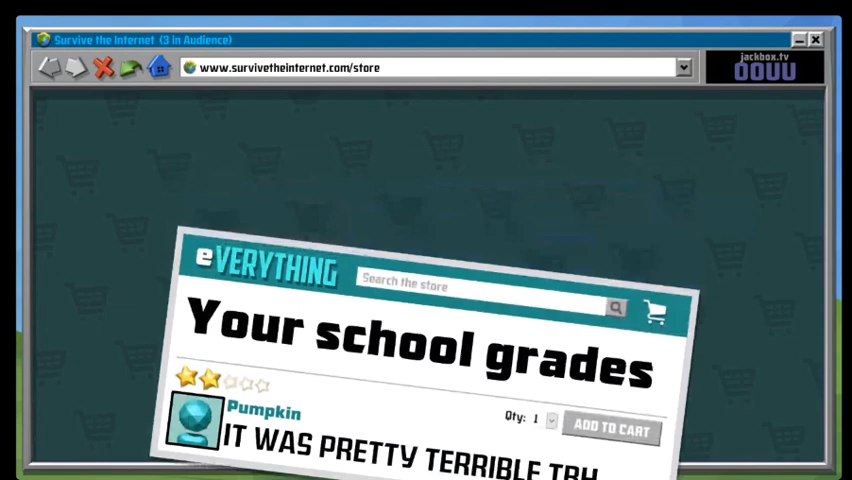 Survive the Internet (3 in Audience)
www.survivetheinternet.com/store
jackbox.tv
OOUU
eVERYTHING
Search the store
Your school grades
Pumpkin
Qty: 1
ADD TO CART
IT WAS PRETTY TERRIBLE TBH